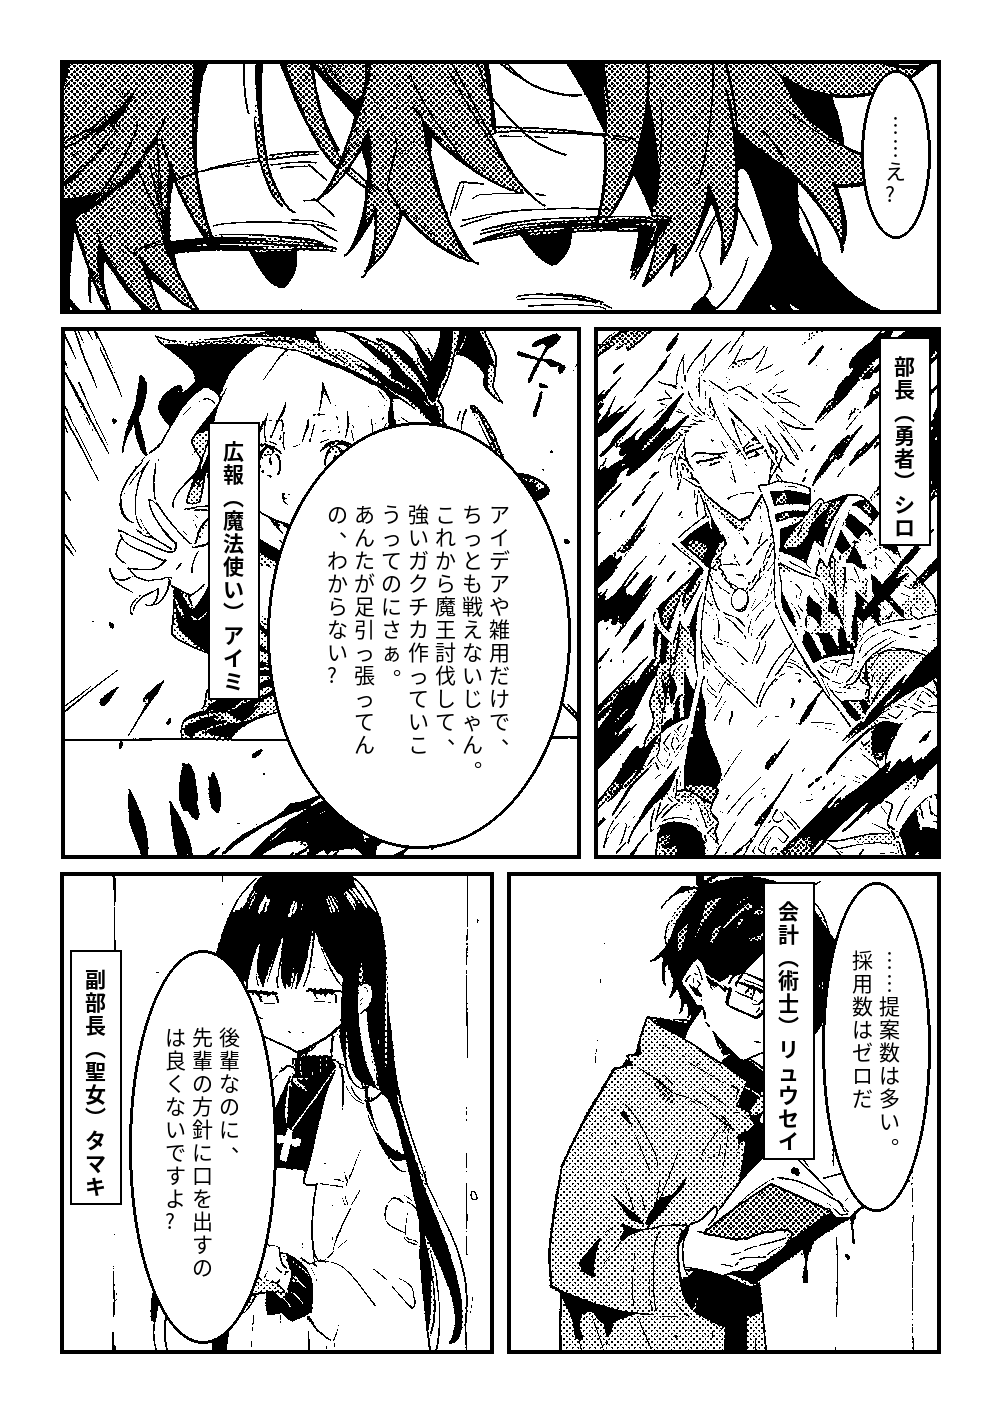 ……え?
部長（勇者）シロ
アイデアや雑用だけで、
ちっとも戦えないじゃん。
これから魔王討伐して、
強いガクチカ作っていこ
うってのにさぁ。
あんたが足引っ張ってん
の、わからない?
広報（魔法使い）アイミ
……提案数は多い。
採用数はゼロだ
会計（術士）リュウセイ
後輩なのに、
先輩の方針に口を出すの
は良くないですよ?
副部長（聖女）タマキ